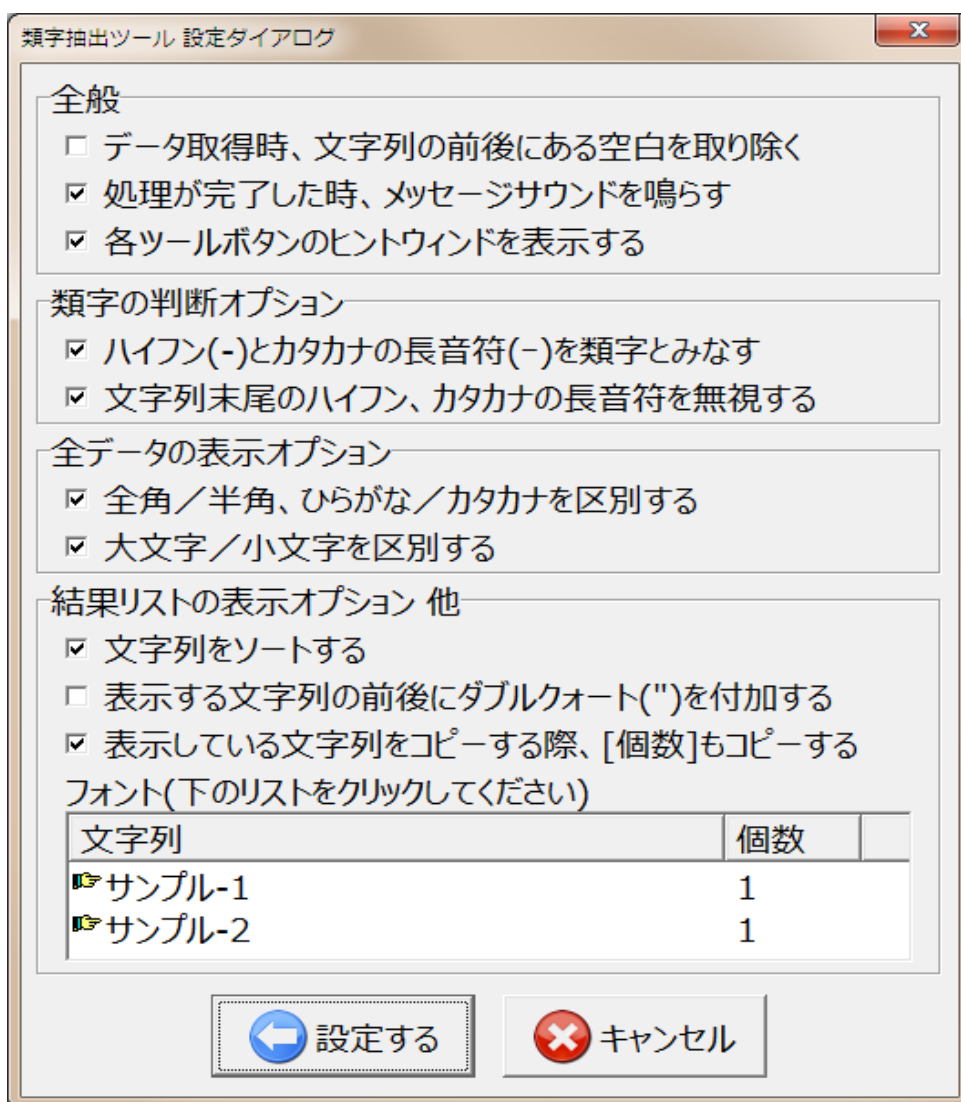 類字抽出ツール 設定ダイアログ
全般
データ取得時、文字列の前後にある空白を取り除く
処理が完了した時、メッセージサウンドを鳴らす
各ツールボタンのヒントウィンドを表示する
類字の判断オプション
ハイフン(-)とカタカナの長音符(ｰ)を類字とみなす
文字列末尾のハイフン、カタカナの長音符を無視する
全データの表示オプション
全角／半角、ひらがな／カタカナを区別する
大文字／小文字を区別する
結果リストの表示オプション 他
文字列をソートする
表示する文字列の前後にダブルクォート(")を付加する
表示している文字列をコピーする際、[個数]もコピーする
フォント(下のリストをクリックしてください)
文字列 個数
サンプル-1 1
サンプル-2 1
設定する キャンセル